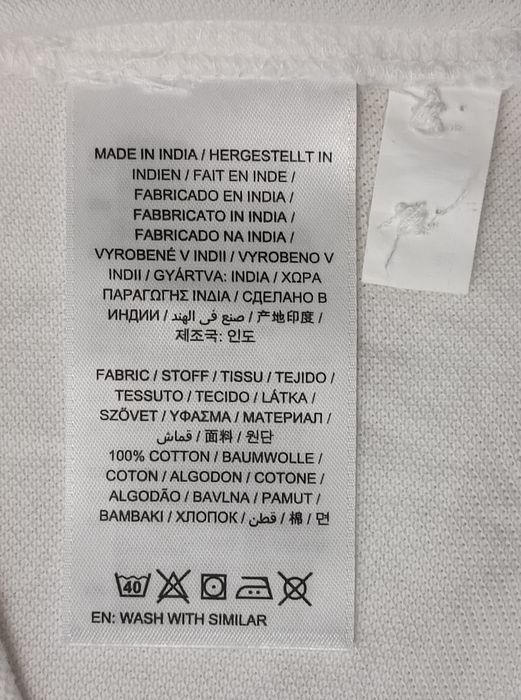 MADE IN INDIA / HERGESTELLT IN
INDIEN / FAIT EN INDE /
FABRICADO EN INDIA /
FABBRICATO IN INDIA /
FABRICADO NA INDIA /
VYROBENÉ V INDII / VYROBENO V
INDII / GYÁRTVA: INDIA / ΧΩΡΑ
ΠΑΡΑΓΩΓΗΣ ΙΝΔΙΑ / СДЕЛАНО В
ИНДИИ / صنع في الهند / 产地印度 /
제조국: 인도
FABRIC / STOFF / TISSU / TEJIDO /
TESSUTO / TECIDO / LÁTKA /
SZÖVET / ΥΦΑΣΜΑ / МАТЕРИАЛ /
قماش / 面料 / 원단
100% COTTON / BAUMWOLLE /
COTON / ALGODON / COTONE /
ALGODÃO / BAVLNA / PAMUT /
BAMBAKI / ХЛОПОК / قطن / 棉 / 면
40
EN: WASH WITH SIMILAR